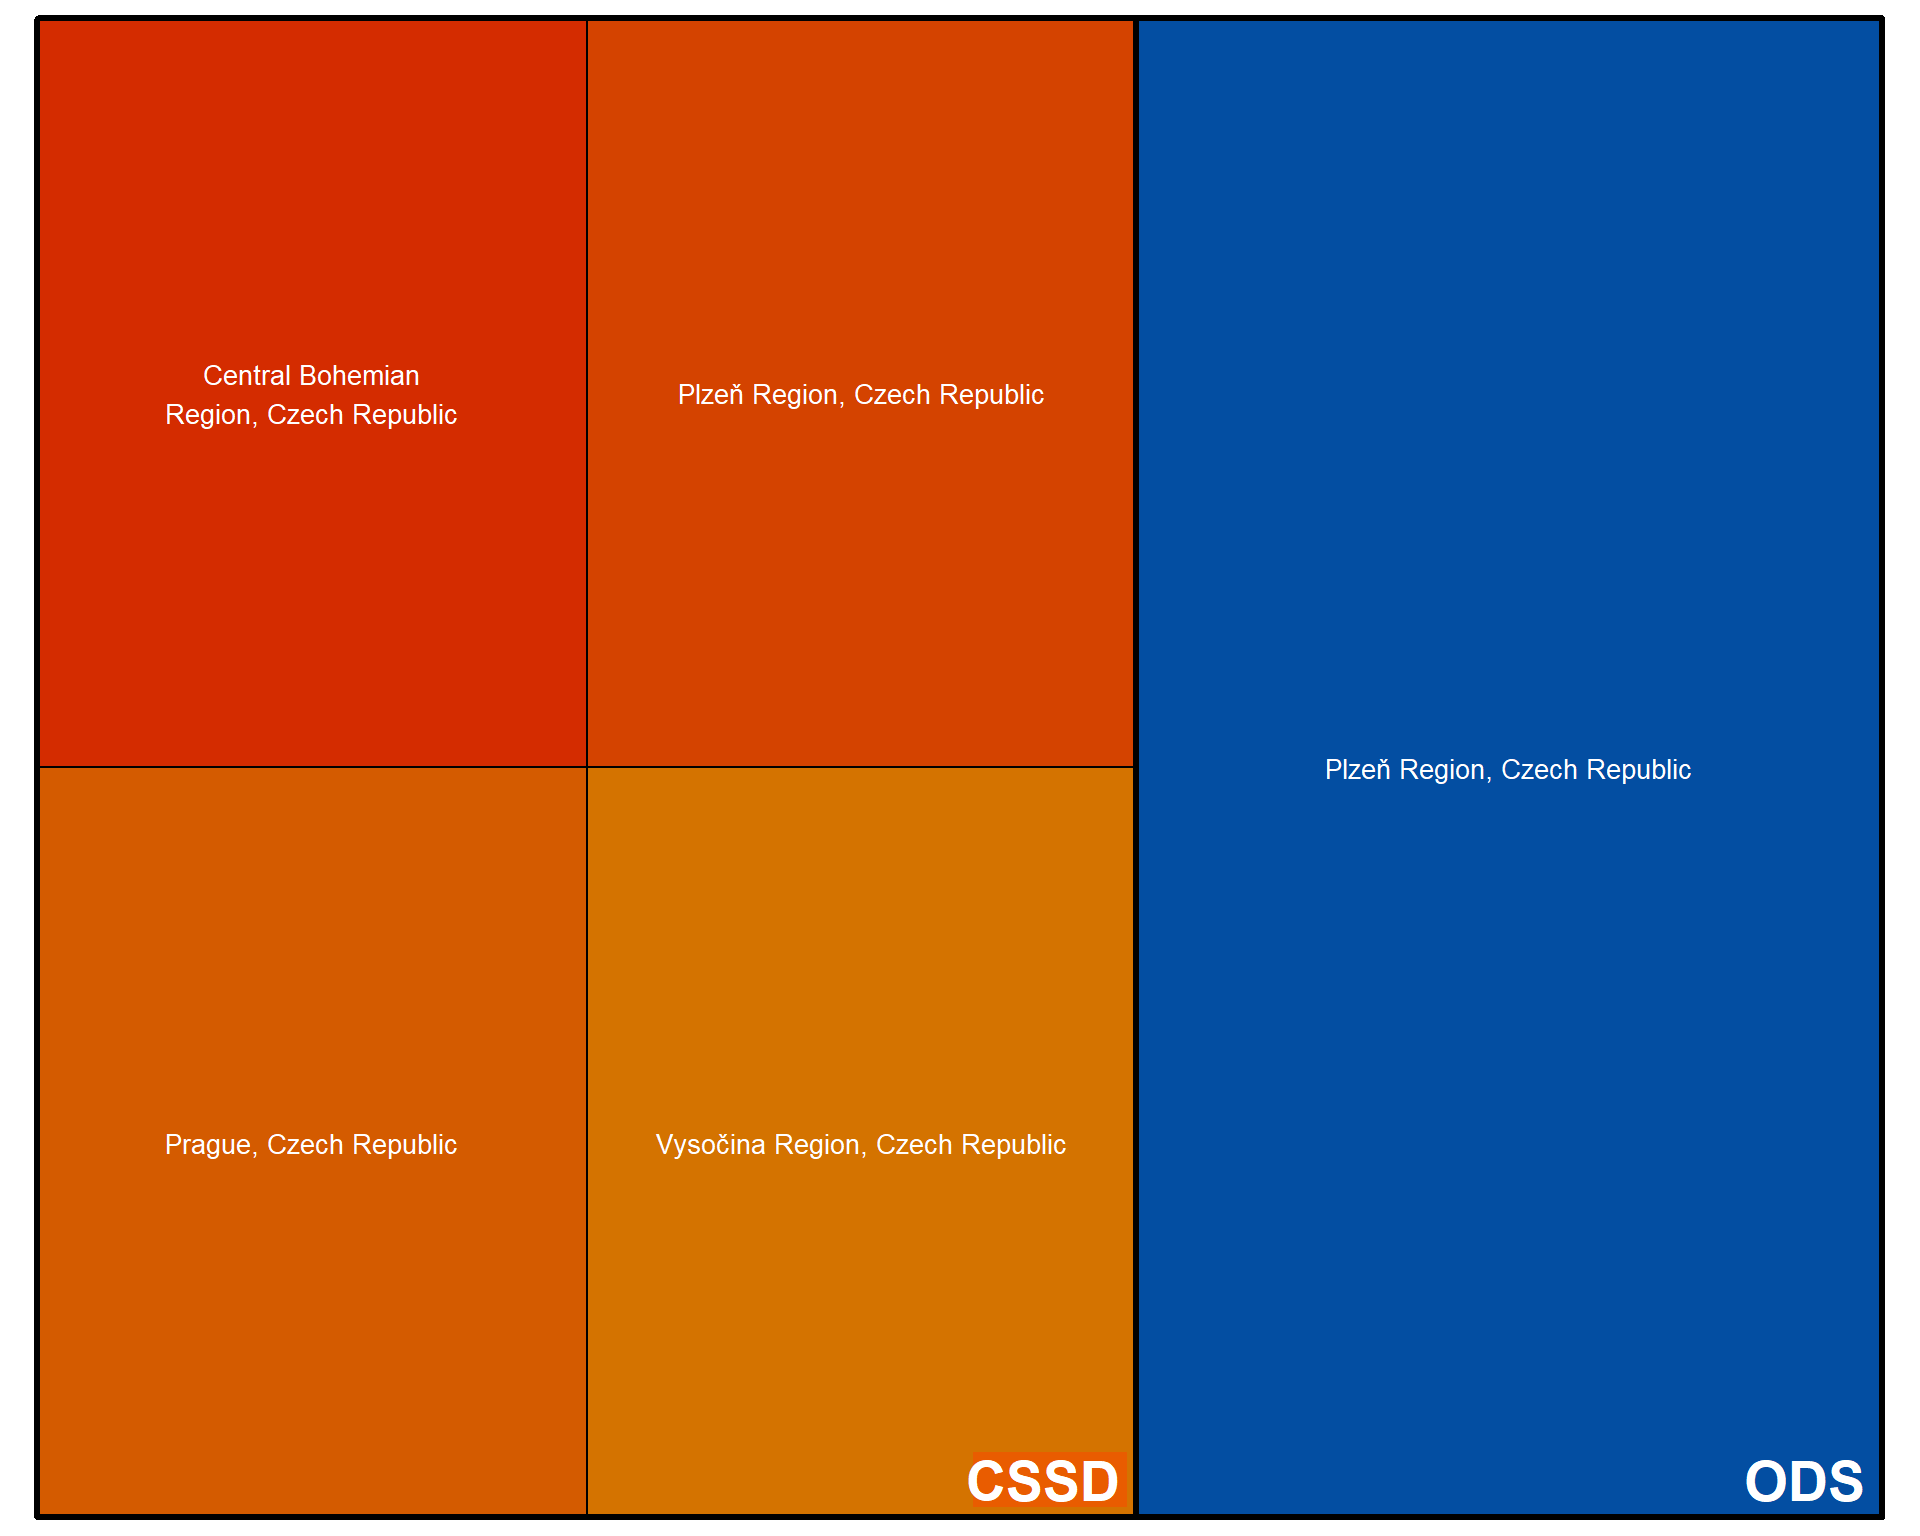 Central Bohemian
Region, Czech Republic
Plzeň Region, Czech Republic
Plzeň Region, Czech Republic
Prague, Czech Republic
Vysočina Region, Czech Republic
CSSD
ODS